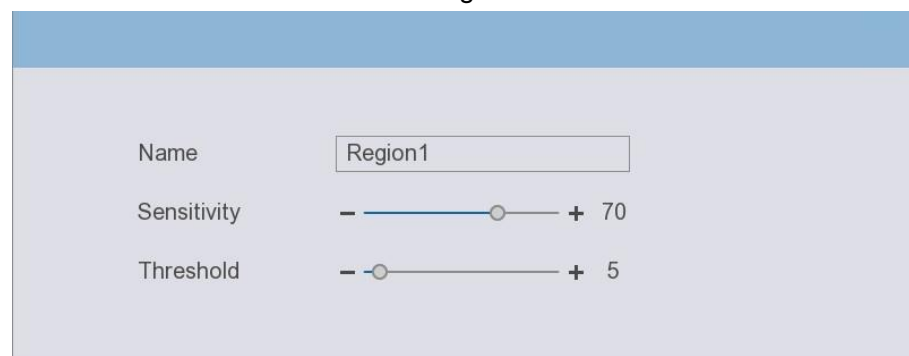 Name Region1
Sensitivity - + 70
Threshold - + 5